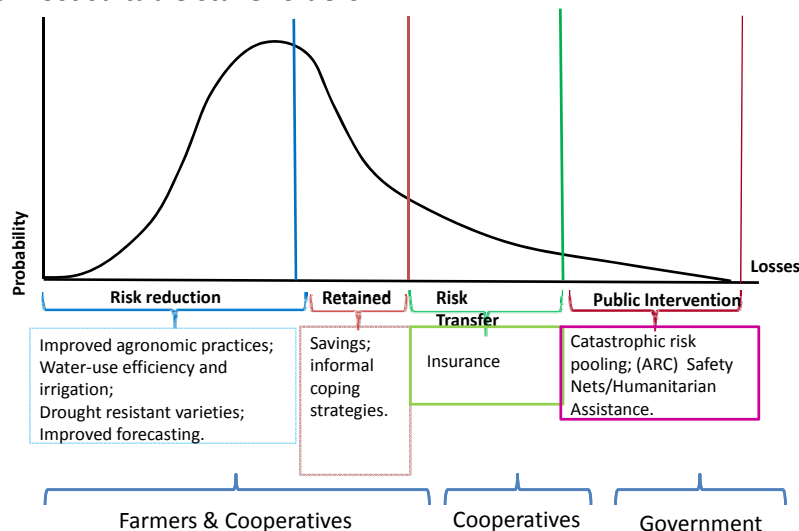 Probability
Losses
Risk reduction
Retained
Risk
Transfer
Public Intervention
Improved agronomic practices;
Water-use efficiency and
irrigation;
Drought resistant varieties;
Improved forecasting.
Savings;
informal
coping
strategies.
Insurance
Catastrophic risk
pooling; (ARC) Safety
Nets/Humanitarian
Assistance.
Farmers & Cooperatives
Cooperatives
Government